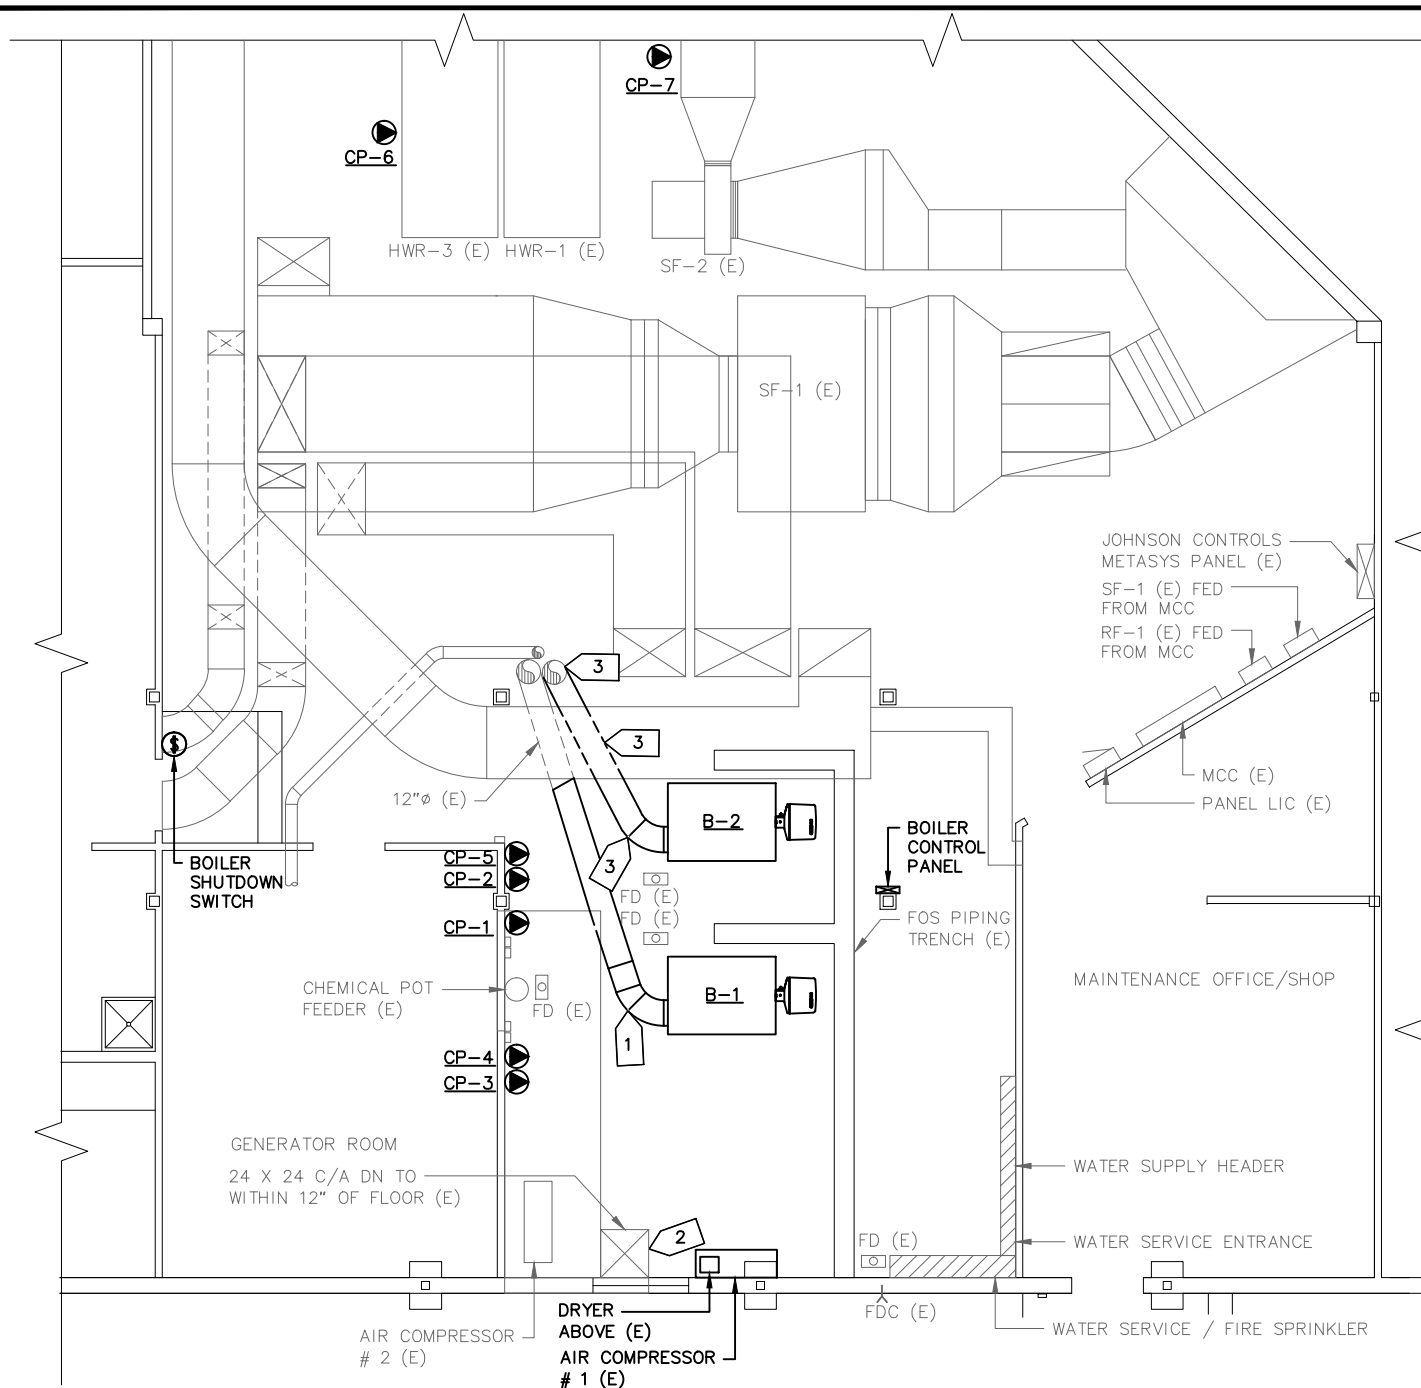 CP-7
CP-6
HWR-3 (E)
HWR-1 (E)
SF-2 (E)
SF-1 (E)
JOHNSON CONTROLS
METASYS PANEL (E)
SF-1 (E) FED
FROM MCC
RF-1 (E) FED
FROM MCC
3
3
$
12"ø (E)
MCC (E)
PANEL LIC (E)
B-2
BOILER
CONTROL
PANEL
BOILER
SHUTDOWN
SWITCH
CP-5
CP-2
3
FD (E)
FD (E)
CP-1
FOS PIPING
TRENCH (E)
CHEMICAL POT
FEEDER (E)
FD (E)
B-1
MAINTENANCE OFFICE/SHOP
1
CP-4
CP-3
GENERATOR ROOM
24 X 24 C/A DN TO
WITHIN 12" OF FLOOR (E)
WATER SUPPLY HEADER
2
FD (E)
WATER SERVICE ENTRANCE
DRYER
ABOVE (E)
FDC (E)
AIR COMPRESSOR
# 2 (E)
AIR COMPRESSOR
# 1 (E)
WATER SERVICE / FIRE SPRINKLER